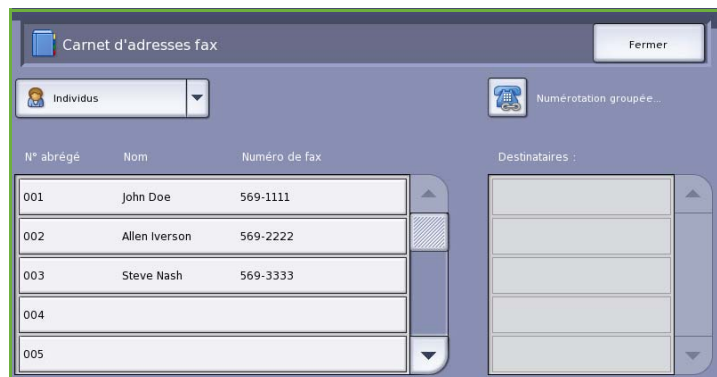 Carnet d'adresses fax
Fermer
Individus
Numérotation groupée...
N° abrégé Nom Numéro de fax
Destinataires :
001 John Doe 569-1111
002 Allen Iverson 569-2222
003 Steve Nash 569-3333
004
005